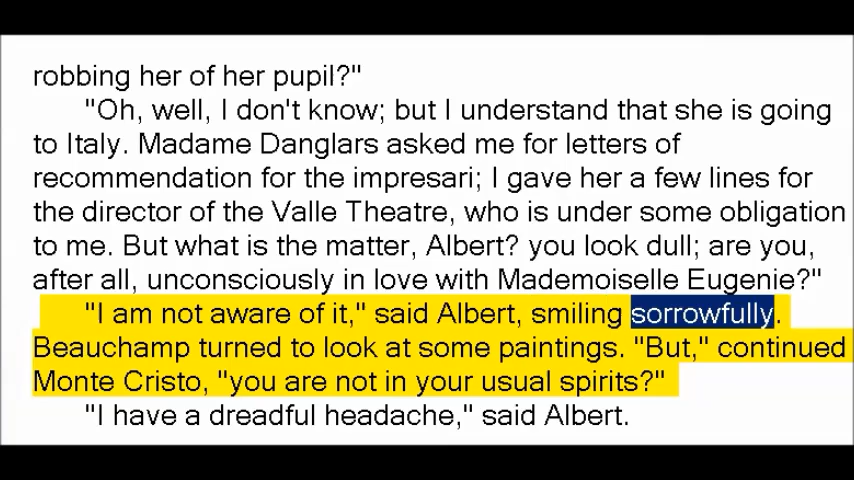 robbing her of her pupil?"
"Oh, well, I don't know; but I understand that she is going
to Italy. Madame Danglars asked me for letters of
recommendation for the impresari; I gave her a few lines for
the director of the Valle Theatre, who is under some obligation
to me. But what is the matter, Albert? you look dull; are you,
after all, unconsciously in love with Mademoiselle Eugenie?"
"I am not aware of it," said Albert, smiling sorrowfully.
Beauchamp turned to look at some paintings. "But," continued
Monte Cristo, "you are not in your usual spirits?"
"I have a dreadful headache," said Albert.